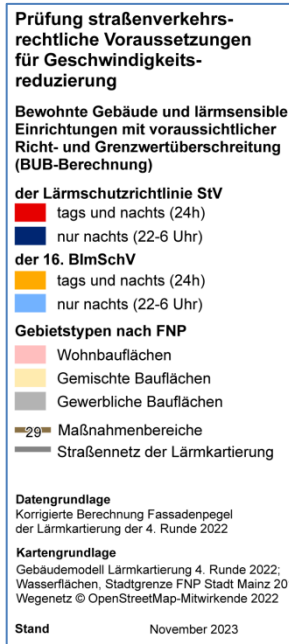 Prüfung straßenverkehrs-
rechtliche Voraussetzungen
für Geschwindigkeits-
reduzierung
Bewohnte Gebäude und lärmsensible
Einrichtungen mit voraussichtlicher
Richt- und Grenzwertüberschreitung
(BUB-Berechnung)
der Lärmschutzrichtlinie StV
tags und nachts (24h)
nur nachts (22-6 Uhr)
der 16. BImSchV
tags und nachts (24h)
nur nachts (22-6 Uhr)
Gebietstypen nach FNP
Wohnbauflächen
Gemischte Bauflächen
Gewerbliche Bauflächen
29 Maßnahmenbereiche
Straßennetz der Lärmkartierung
Datengrundlage
Korrigierte Berechnung Fassadenpegel
der Lärmkartierung der 4. Runde 2022
Kartengrundlage
Gebäudemodell Lärmkartierung 4. Runde 2022;
Wasserflächen, Stadtgrenze FNP Stadt Mainz 20
Wegenetz © OpenStreetMap-Mitwirkende 2022
Stand November 2023